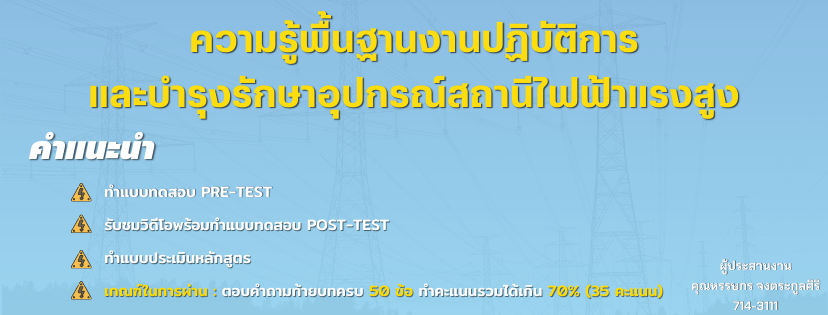 ความรู้พื้นฐานงานปฏิบัติการ
และบำรุงรักษาอุปกรณ์สถานีไฟฟ้าแรงสูง
คำแนะนำ
ทำแบบทดสอบ PRE-TEST
รับชมวิดีโอพร้อมทำแบบทดสอบ POST-TEST
ทำแบบประเมินหลักสูตร
เกณฑ์ในการผ่าน : ตอบคำถามท้ายบทครบ 50 ข้อ ทำคะแนนรวมได้เกิน 70% (35 คะแนน)
ผู้ประสานงาน
คุณหรรษกร จงตระกูลศิริ
714-3111